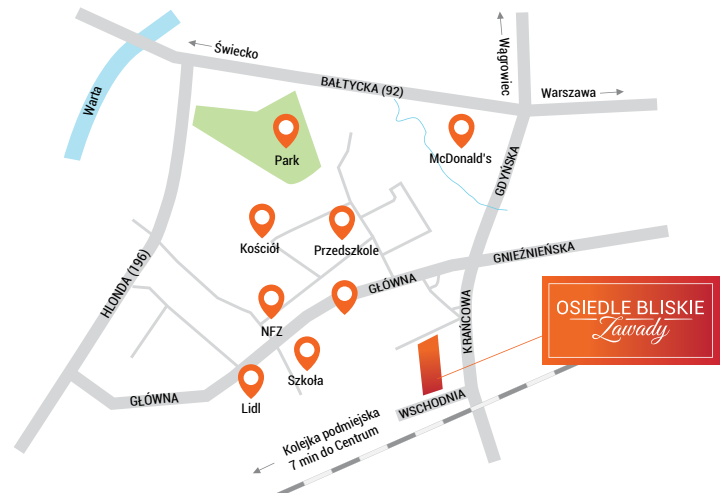 Świecko
Wągrowiec
Warszawa
BAŁTYCKA (92)
Warta
Park
McDonald's
GDYŃSKA
Kościół
Przedszkole
HLONDA (196)
GNIEŹNIEŃSKA
GŁÓWNA
OSIEDLE BLISKIE
Zawady
KRAŃCOWA
NFZ
Szkoła
Lidl
GŁÓWNA
WSCHODNIA
Kolejka podmiejska
7 min do Centrum